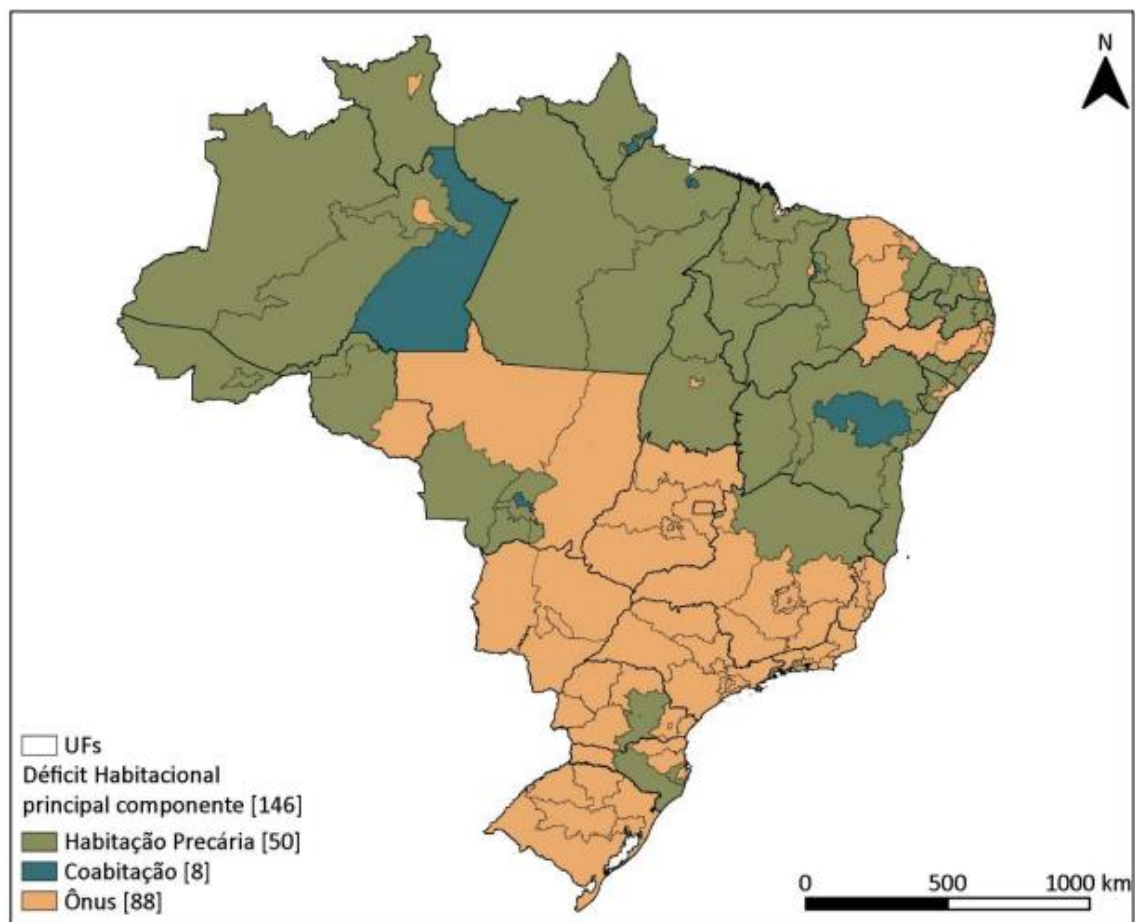 N
UFs
Déficit Habitacional
principal componente [146]
Habitação Precária [50]
Coabitação [8]
Ônus [88]
0 500 1000 km